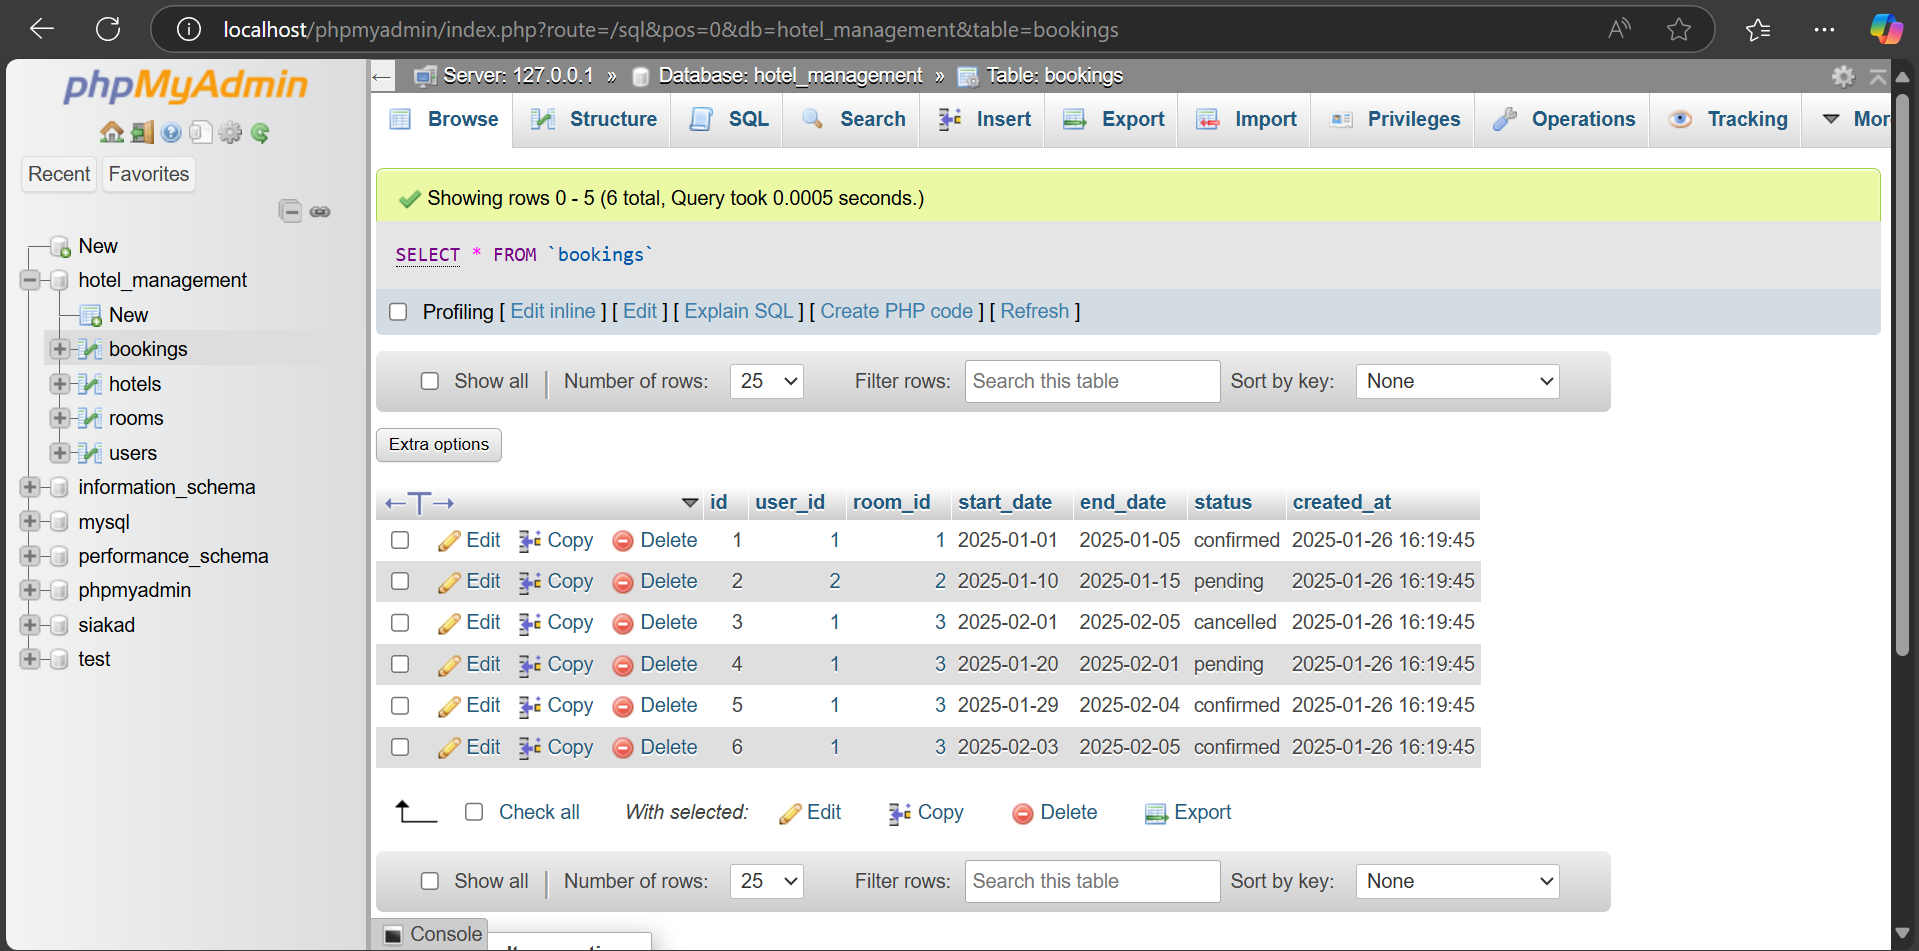 localhost/phpmyadmin/index.php?route=/sql&pos=0&db=hotel_management&table=bookings
phpMyAdmin
Recent Favorites
New
hotel_management
New
bookings
hotels
rooms
users
information_schema
mysql
performance_schema
phpmyadmin
siakad
test
Server: 127.0.0.1 » Database: hotel_management » Table: bookings
Browse Structure SQL Search Insert Export Import Privileges Operations Tracking Mor
Showing rows 0 - 5 (6 total, Query took 0.0005 seconds.)
SELECT * FROM `bookings`
Profiling [ Edit inline ] [ Edit ] [ Explain SQL ] [ Create PHP code ] [ Refresh ]
Show all Number of rows: 25 Filter rows: Search this table Sort by key: None
Extra options
id user_id room_id start_date end_date status created_at
Edit Copy Delete 1 1 1 2025-01-01 2025-01-05 confirmed 2025-01-26 16:19:45
Edit Copy Delete 2 2 2 2025-01-10 2025-01-15 pending 2025-01-26 16:19:45
Edit Copy Delete 3 1 3 2025-02-01 2025-02-05 cancelled 2025-01-26 16:19:45
Edit Copy Delete 4 1 3 2025-01-20 2025-02-01 pending 2025-01-26 16:19:45
Edit Copy Delete 5 1 3 2025-01-29 2025-02-04 confirmed 2025-01-26 16:19:45
Edit Copy Delete 6 1 3 2025-02-03 2025-02-05 confirmed 2025-01-26 16:19:45
Check all With selected: Edit Copy Delete Export
Show all Number of rows: 25 Filter rows: Search this table Sort by key: None
Console